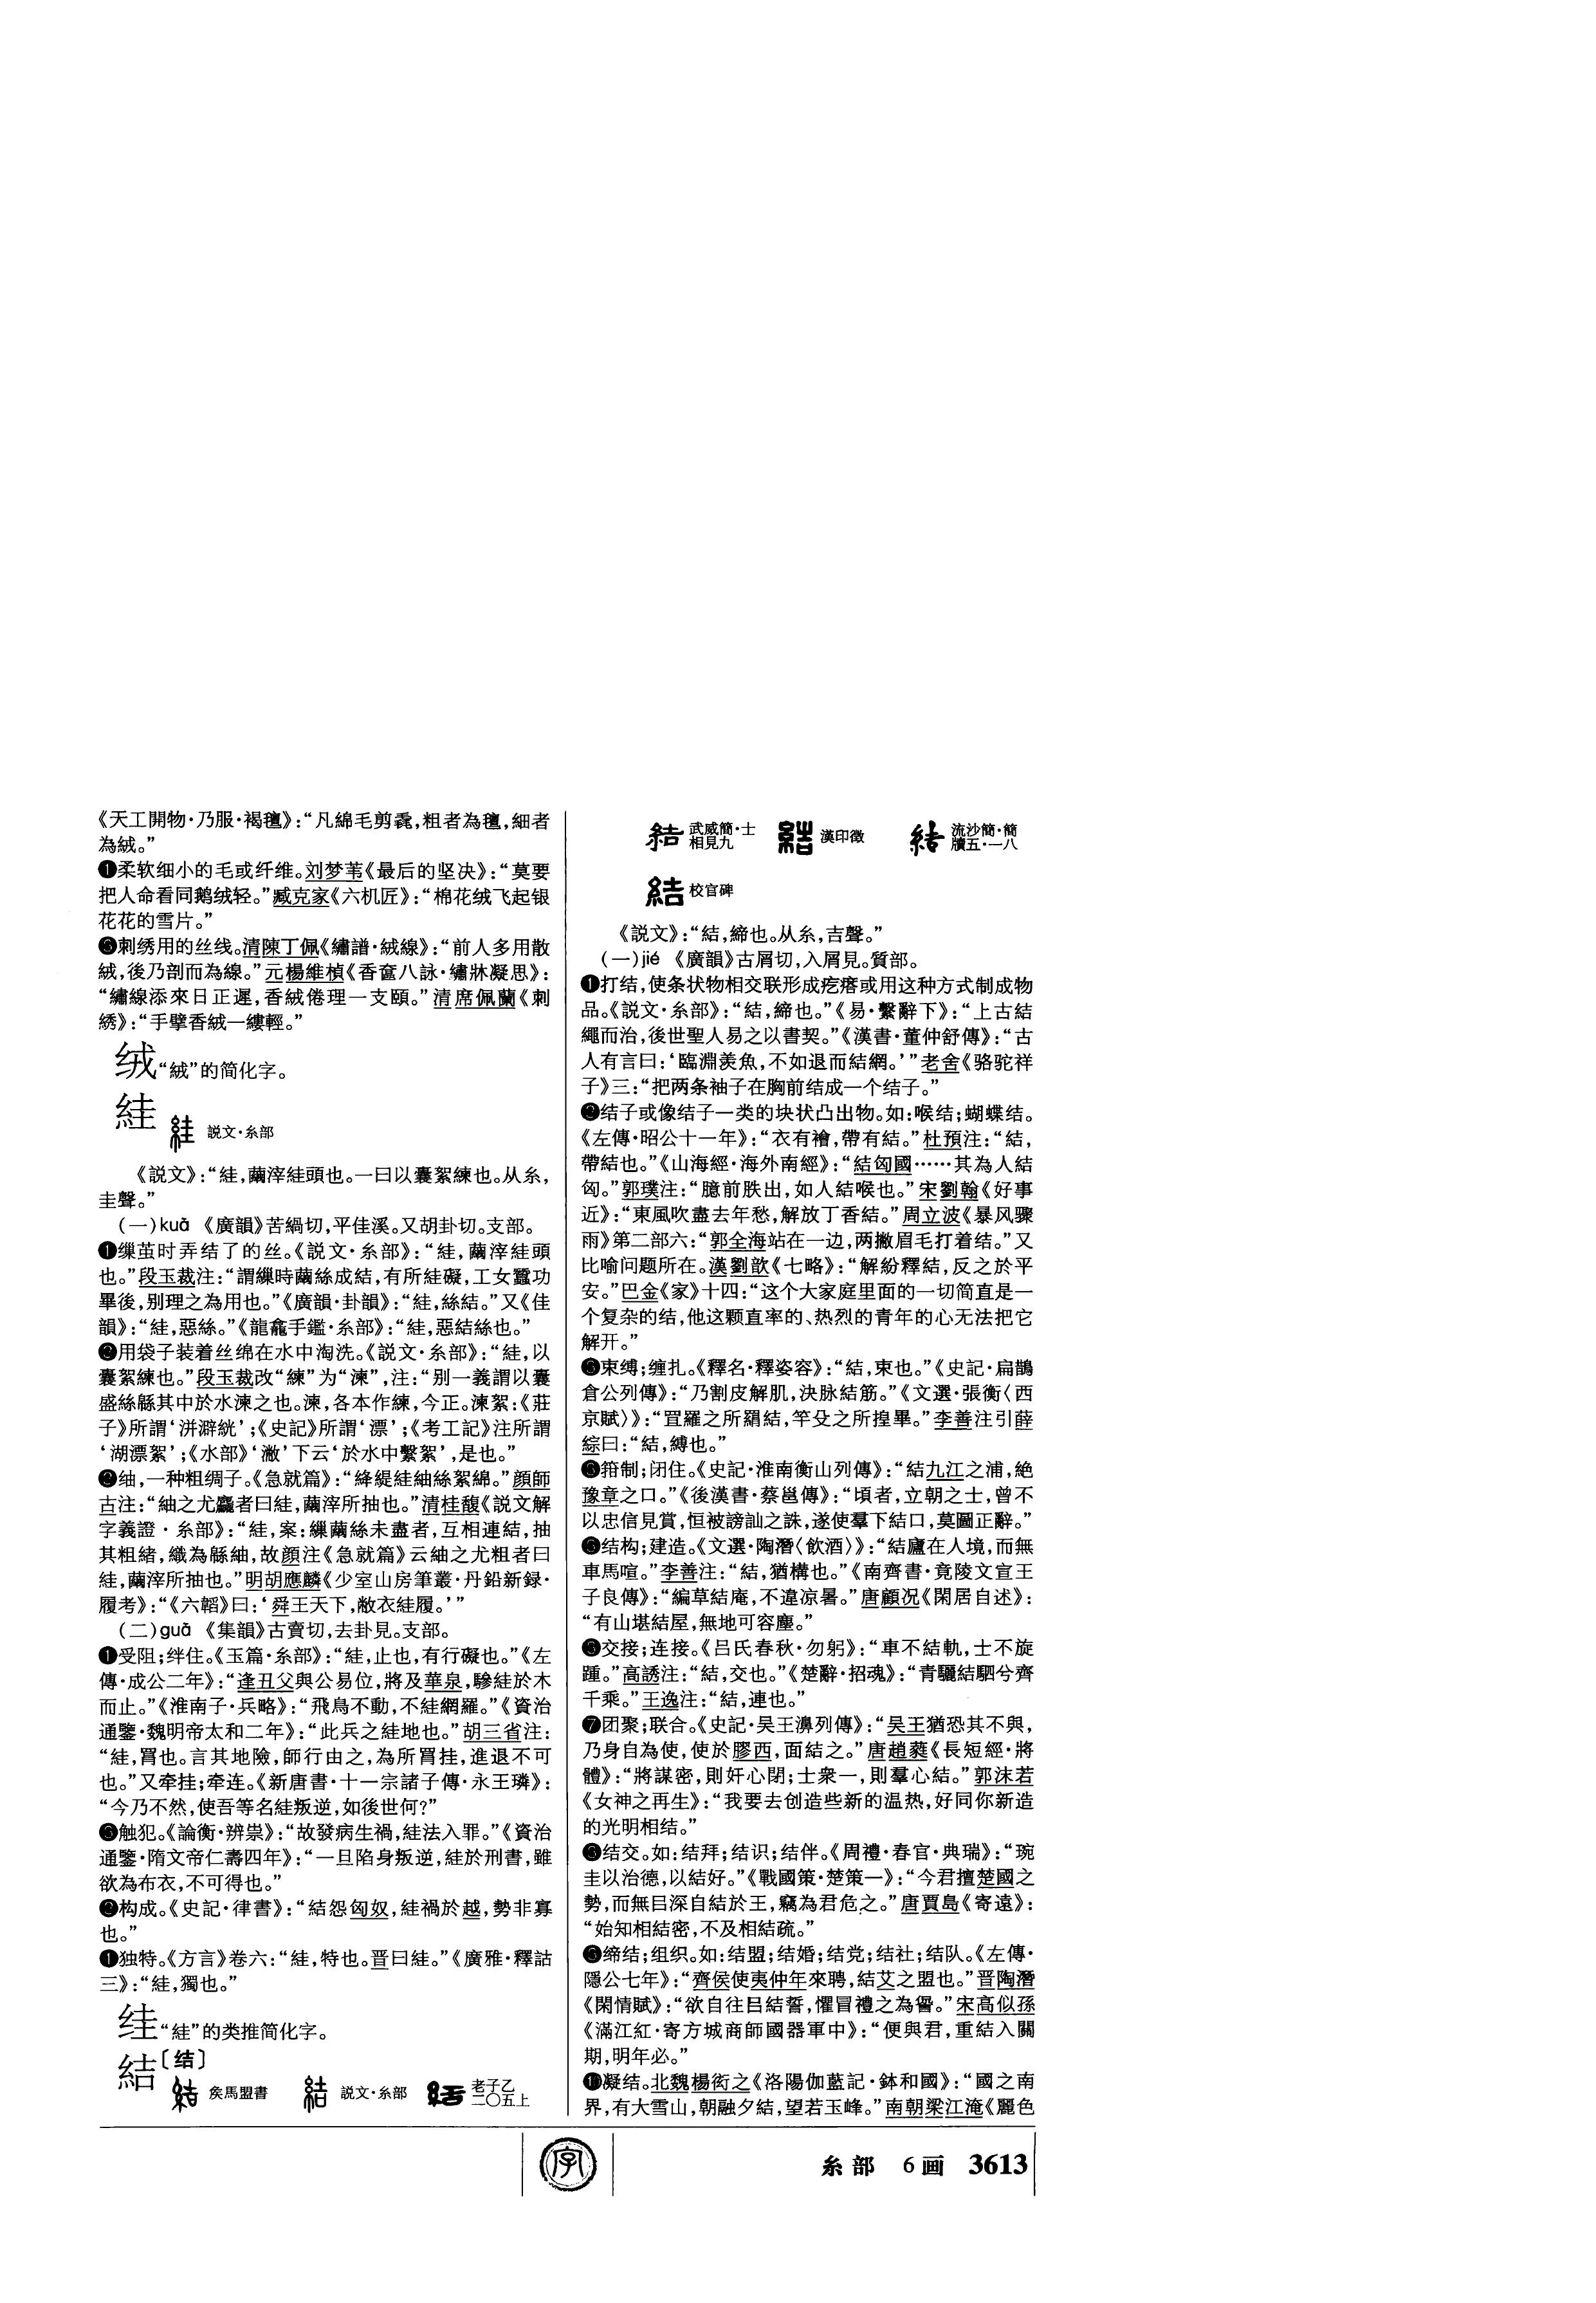 《天工開物·乃服·褐氊》：“凡綿毛剪毳，粗者為氊，細者
為絨。”
❶柔软细小的毛或纤维。刘梦苇《最后的坚决》：“莫要
把人命看同鹅绒轻。”臧克家《六机匠》：“棉花绒飞起银
花花的雪片。”
❸刺绣用的丝线。清陳丁佩《繡譜·絨線》：“前人多用散
絨，後乃剖而為線。”元楊維楨《香奩八詠·繡牀凝思》：
“繡線添來日正遲，香絨倦理一支頤。”清席佩蘭《刺
綉》：“手擘香絨一縷輕。”
绒“絨”的简化字。
絓 説文·糸部
《説文》：“絓，繭滓絓頭也。一曰以囊絮練也。从糸，
圭聲。”
（一）kuā 《廣韻》苦緺切，平佳溪。又胡卦切。支部。
❶缫茧时弄结了的丝。《説文·糸部》：“絓，繭滓絓頭
也。”段玉裁注：“謂繅時繭絲成結，有所絓礙，工女蠶功
畢後，别理之為用也。”《廣韻·卦韻》：“絓，絲結。”又《佳
韻》：“絓，惡絲。”《龍龕手鑑·糸部》：“絓，惡結絲也。”
❷用袋子装着丝绵在水中淘洗。《説文·糸部》：“絓，以
囊絮練也。”段玉裁改“練”为“湅”，注：“别一義謂以囊
盛絲緜其中於水湅之也。湅，各本作練，今正。湅絮：《莊
子》所謂‘洴澼絖’；《史記》所謂‘漂’；《考工記》注所謂
‘湖漂絮’；《水部》‘潎’下云‘於水中擊絮’，是也。”
❷䌷，一种粗绸子。《急就篇》：“絳緹絓紬絲絮綿。”顔師
古注：“紬之尤麤者曰絓，繭滓所抽也。”清桂馥《説文解
字義證·糸部》：“絓，案：繅繭絲未盡者，互相連結，抽
其粗緒，織為緜紬，故顔注《急就篇》云紬之尤粗者曰
絓，繭滓所抽也。”明胡應麟《少室山房筆叢·丹鉛新録·
履考》：“《六韜》曰：‘舜王天下，敝衣絓履。’”
（二）guā 《集韻》古賣切，去卦見。支部。
❶受阻；绊住。《玉篇·糸部》：“絓，止也，有行礙也。”《左
傳·成公二年》：“逢丑父與公易位，將及華泉，驂絓於木
而止。”《淮南子·兵略》：“飛鳥不動，不絓網羅。”《資治
通鑒·魏明帝太和二年》：“此兵之絓地也。”胡三省注：
“絓，罥也。言其地險，師行由之，為所罥挂，進退不可
也。”又牵挂；牵连。《新唐書·十一宗諸子傳·永王璘》：
“今乃不然，使吾等名絓叛逆，如後世何？”
❸触犯。《論衡·辨祟》：“故發病生禍，絓法入罪。”《資治
通鑒·隋文帝仁壽四年》：“一旦陷身叛逆，絓於刑書，雖
欲為布衣，不可得也。”
❷构成。《史記·律書》：“結怨匈奴，絓禍於越，勢非寡
也。”
❶独特。《方言》卷六：“絓，特也。晋曰絓。”《廣雅·釋詁
三》：“絓，獨也。”
𬘡“絓”的类推简化字。
結〔结〕
矦馬盟書 説文·糸部 老子乙二〇五上
武威簡·士相見九 漢印徵 流沙簡·簡牘五·一八
校官碑
《説文》：“結，締也。从糸，吉聲。”
（一）jié 《廣韻》古屑切，入屑見。質部。
❶打结，使条状物相交联形成疙瘩或用这种方式制成物
品。《説文·糸部》：“結，締也。”《易·繫辭下》：“上古結
繩而治，後世聖人易之以書契。”《漢書·董仲舒傳》：“古
人有言曰：‘臨淵羡魚，不如退而結網。’”老舍《骆驼祥
子》三：“把两条袖子在胸前结成一个结子。”
❷结子或像结子一类的块状凸出物。如：喉结；蝴蝶结。
《左傳·昭公十一年》：“衣有襘，帶有結。”杜預注：“結，
帶結也。”《山海經·海外南經》：“結匈國……其為人結
匈。”郭璞注：“臆前胅出，如人結喉也。”宋劉翰《好事
近》：“東風吹盡去年愁，解放丁香結。”周立波《暴风骤
雨》第二部六：“郭全海站在一边，两撇眉毛打着结。”又
比喻问题所在。漢劉歆《七略》：“解紛釋結，反之於平
安。”巴金《家》十四：“这个大家庭里面的一切简直是一
个复杂的结，他这颗直率的、热烈的青年的心无法把它
解开。”
❸束缚；缠扎。《釋名·釋姿容》：“結，束也。”《史記·扁鵲
倉公列傳》：“乃割皮解肌，決脉結筋。”《文選·張衡〈西
京賦〉》：“罝羅之所羂結，竿殳之所揘畢。”李善注引薛
綜曰：“結，縛也。”
❸箝制；闭住。《史記·淮南衡山列傳》：“結九江之浦，絶
豫章之口。”《後漢書·蔡邕傳》：“頃者，立朝之士，曾不
以忠信見賞，恒被謗訕之誅，遂使羣下結口，莫圖正辭。”
❸结构；建造。《文選·陶潛〈飲酒〉》：“結廬在人境，而無
車馬喧。”李善注：“結，猶構也。”《南齊書·竟陵文宣王
子良傳》：“編草結庵，不違凉暑。”唐顧况《閑居自述》：
“有山堪結屋，無地可容塵。”
❸交接；连接。《吕氏春秋·勿躬》：“車不結軌，士不旋
踵。”高誘注：“結，交也。”《楚辭·招魂》：“青驪結駟兮齊
千乘。”王逸注：“結，連也。”
❼团聚；联合。《史記·吴王濞列傳》：“吴王猶恐其不與，
乃身自為使，使於膠西，面結之。”唐趙蕤《長短經·將
體》：“將謀密，則奸心閉；士衆一，則羣心結。”郭沫若
《女神之再生》：“我要去创造些新的温热，好同你新造
的光明相结。”
❸结交。如：结拜；结识；结伴。《周禮·春官·典瑞》：“琬
圭以治德，以結好。”《戰國策·楚策一》：“今君擅楚國之
勢，而無目深自結於王，竊為君危之。”唐賈島《寄遠》：
“始知相結密，不及相結疏。”
❸缔结；组织。如：结盟；结婚；结党；结社；结队。《左傳·
隱公七年》：“齊侯使夷仲年來聘，結艾之盟也。”晋陶潛
《閑情賦》：“欲自往㠯結誓，懼冒禮之為諐。”宋高似孫
《滿江紅·寄方城商師國器軍中》：“便與君，重結入關
期，明年必。”
❿凝结。北魏楊衒之《洛陽伽藍記·鉢和國》：“國之南
界，有大雪山，朝融夕結，望若玉峰。”南朝梁江淹《麗色
字
糸部 6画 3613